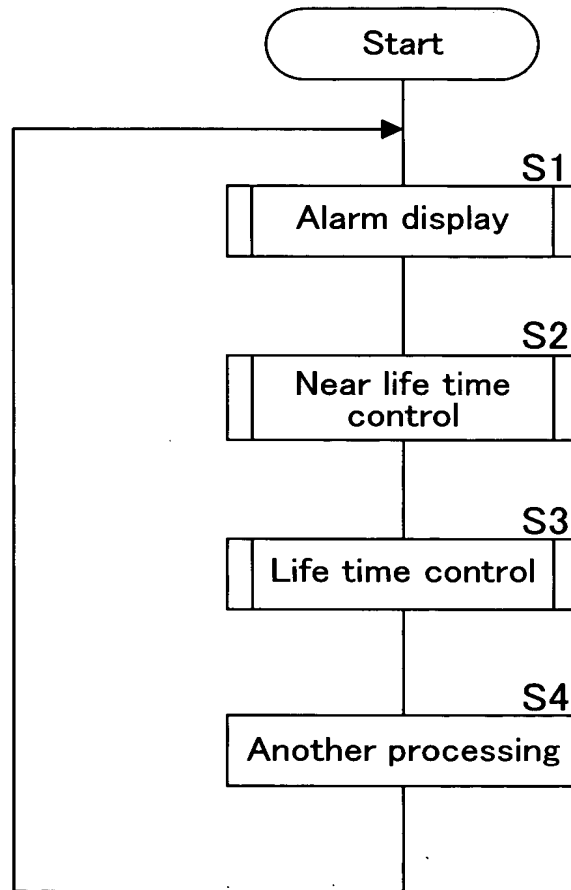 Start
S1
Alarm display
S2
Near life time
control
S3
Life time control
S4
Another processing